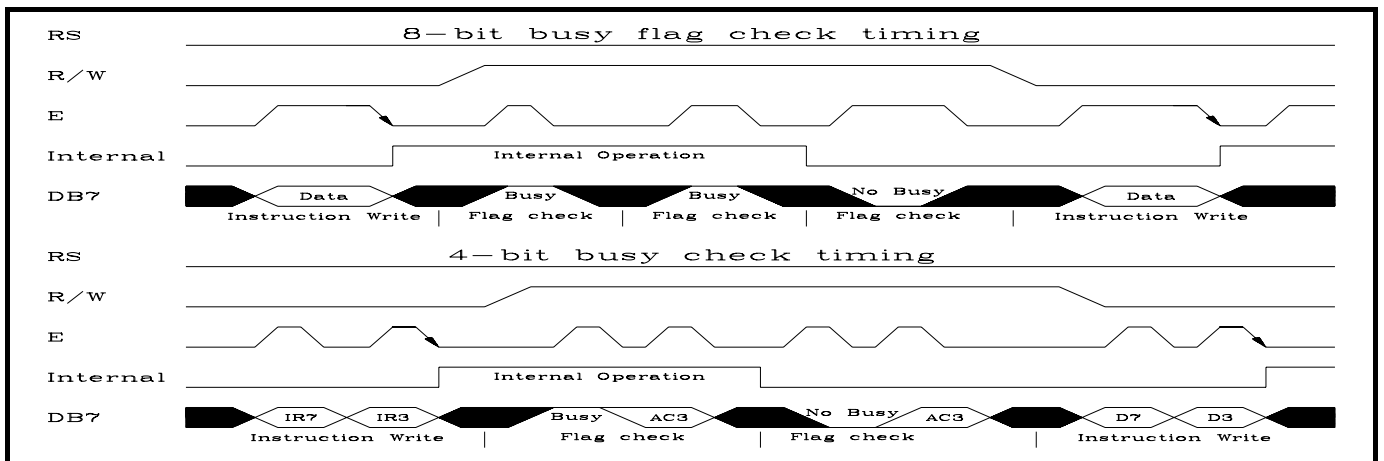 RS 8-bit busy flag check timing
R/W
E
Internal Internal Operation
DB7 Data Busy Busy No Busy Data
Instruction Write | Flag check | Flag check | Flag check | Instruction Write
RS 4-bit busy check timing
R/W
E
Internal Internal Operation
DB7 IR7 IR3 Busy AC3 No Busy AC3 D7 D3
Instruction Write | Flag check | Flag check | Instruction Write